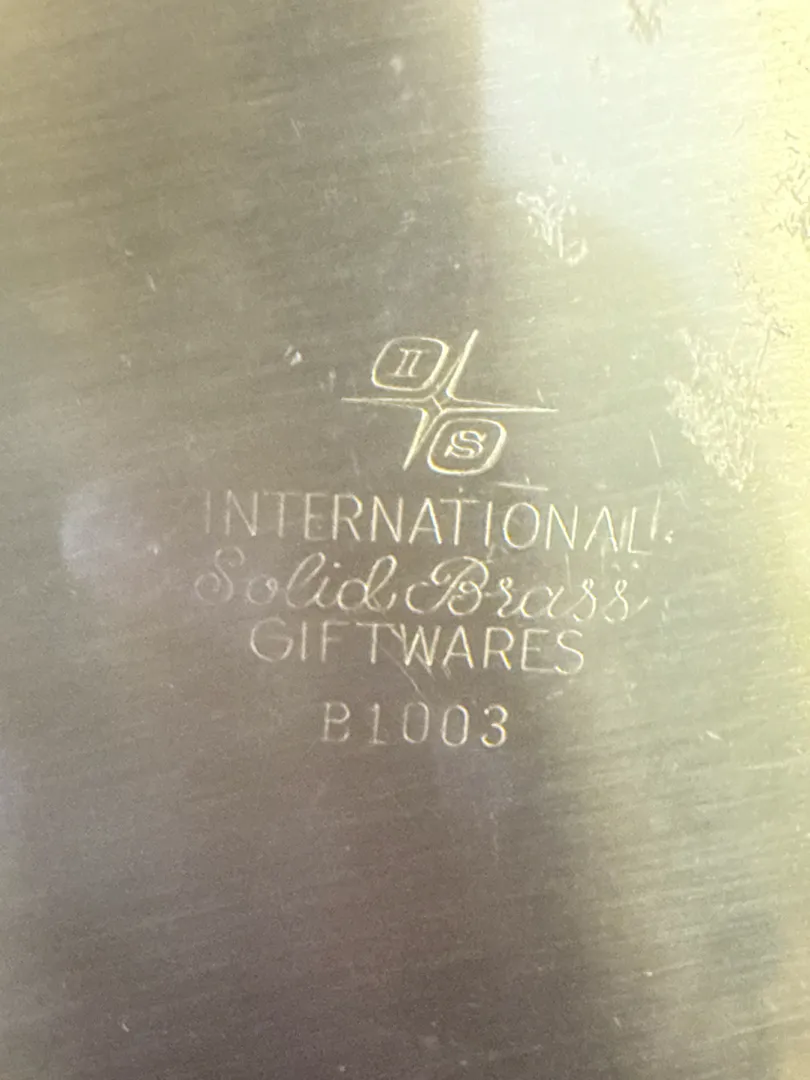 II
S
INTERNATIONAL
Solid Brass
GIFTWARES
B1003